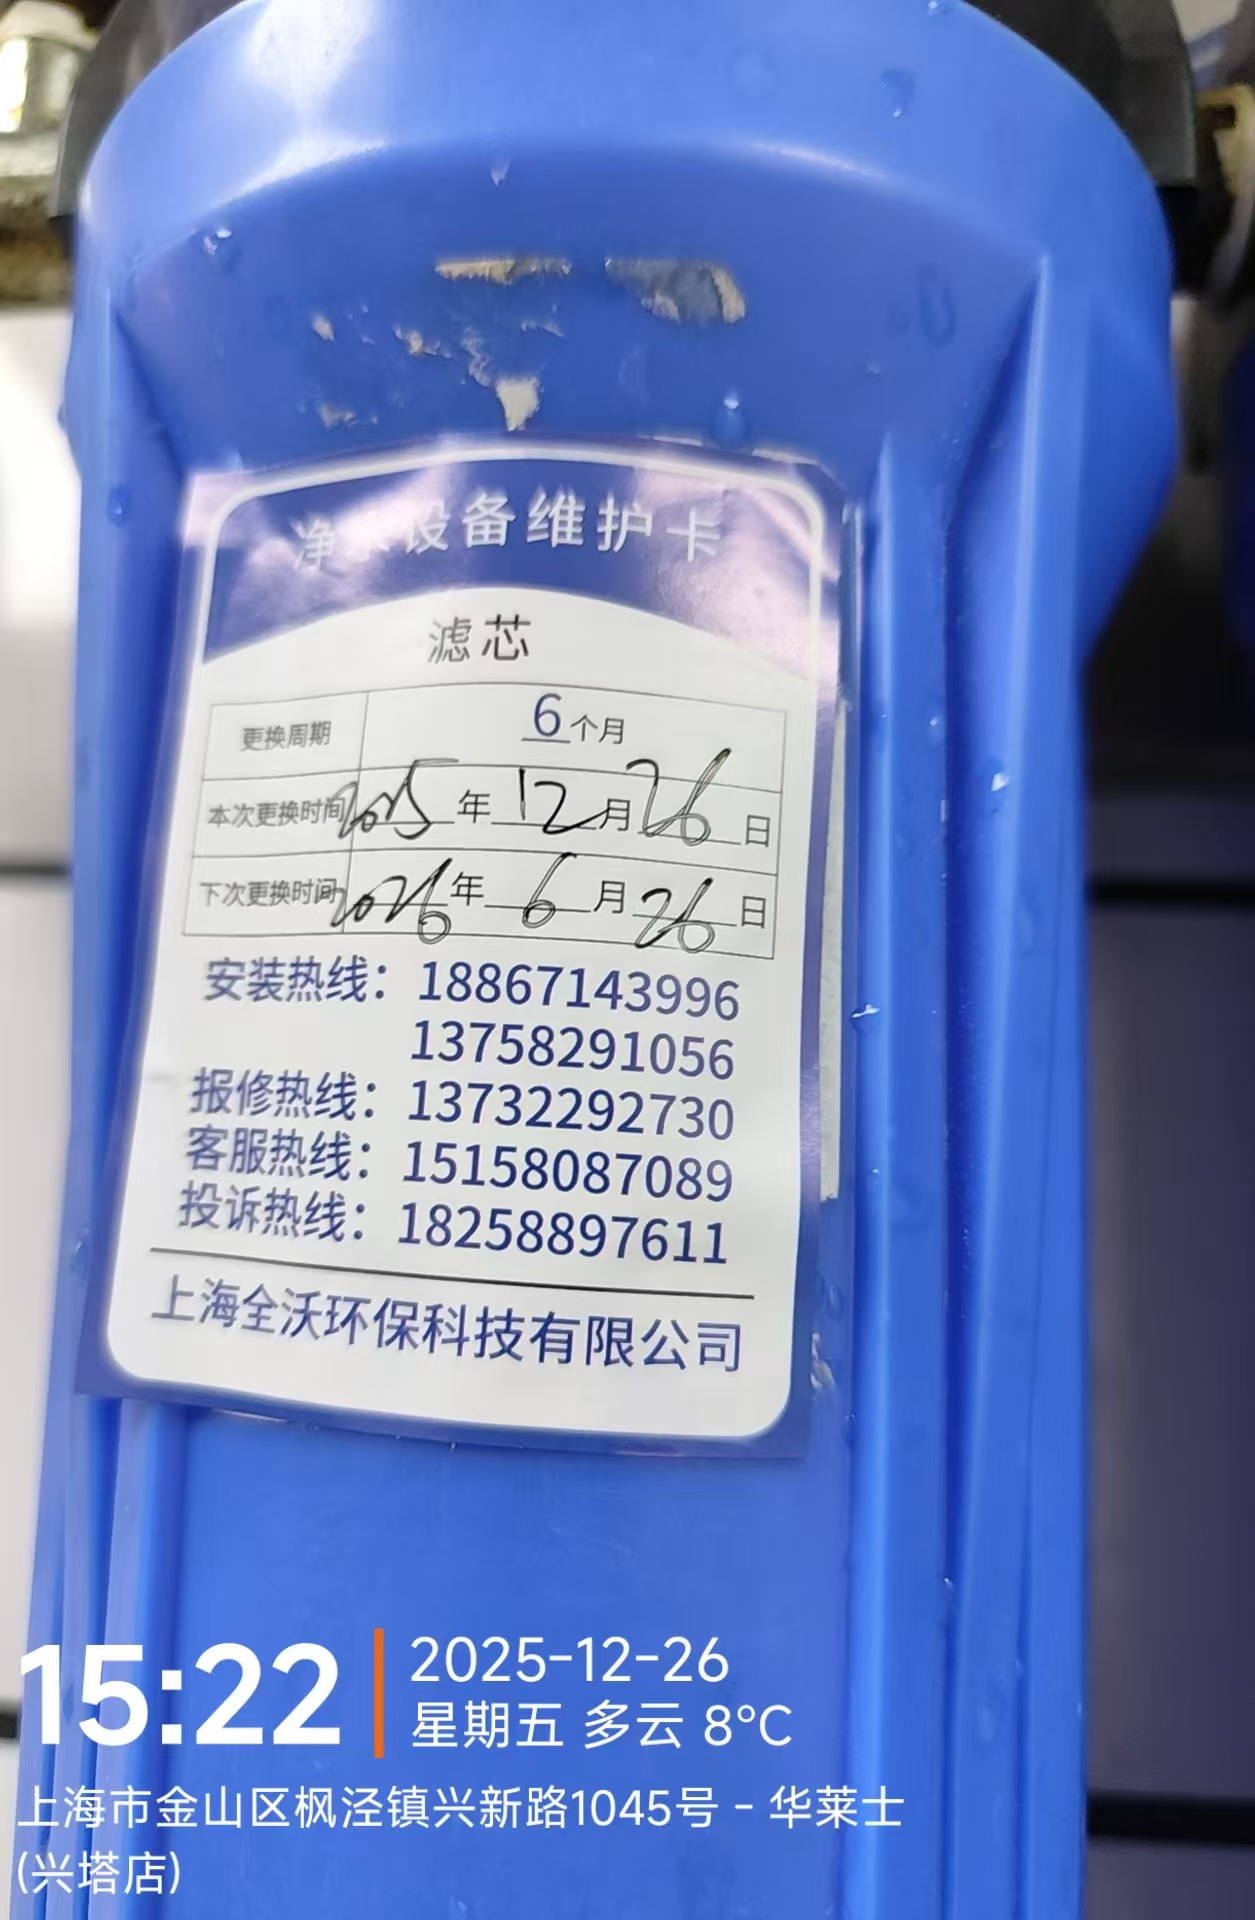 净水设备维护卡
滤芯
更换周期 6个月
本次更换时间 2025年12月26日
下次更换时间 2026年6月26日
安装热线：18867143996
13758291056
报修热线：13732292730
客服热线：15158087089
投诉热线：18258897611
上海全沃环保科技有限公司
15:22
2025-12-26
星期五 多云 8°C
上海市金山区枫泾镇兴新路1045号 - 华莱士
(兴塔店)